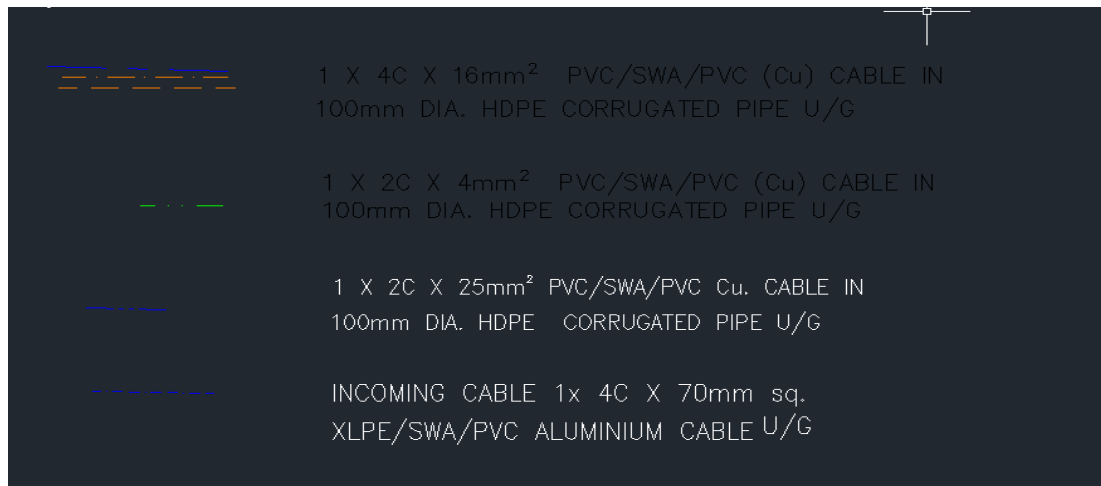 1 X 4C X 16mm² PVC/SWA/PVC (Cu) CABLE IN
100mm DIA. HDPE CORRUGATED PIPE U/G
1 X 2C X 4mm² PVC/SWA/PVC (Cu) CABLE IN
100mm DIA. HDPE CORRUGATED PIPE U/G
1 X 2C X 25mm² PVC/SWA/PVC Cu. CABLE IN
100mm DIA. HDPE CORRUGATED PIPE U/G
INCOMING CABLE 1x 4C X 70mm sq.
XLPE/SWA/PVC ALUMINIUM CABLE U/G